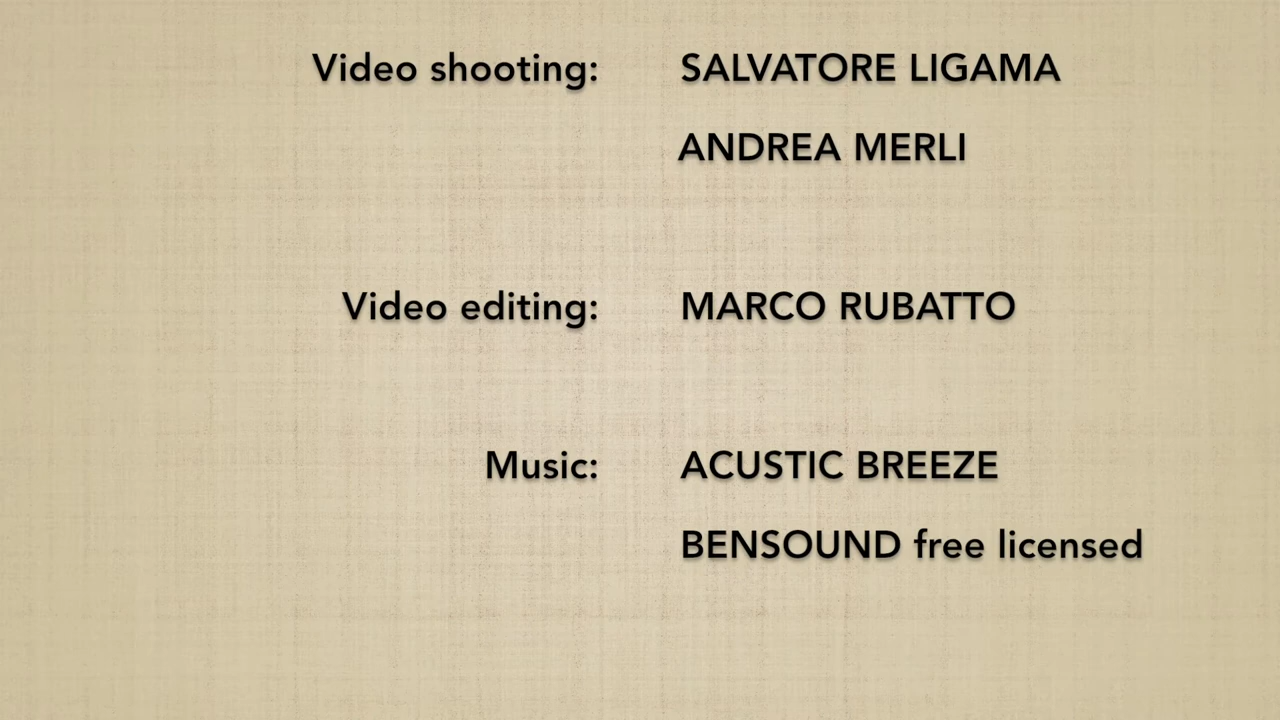 Video shooting: SALVATORE LIGAMA
ANDREA MERLI
Video editing: MARCO RUBATTO
Music: ACUSTIC BREEZE
BENSOUND free licensed